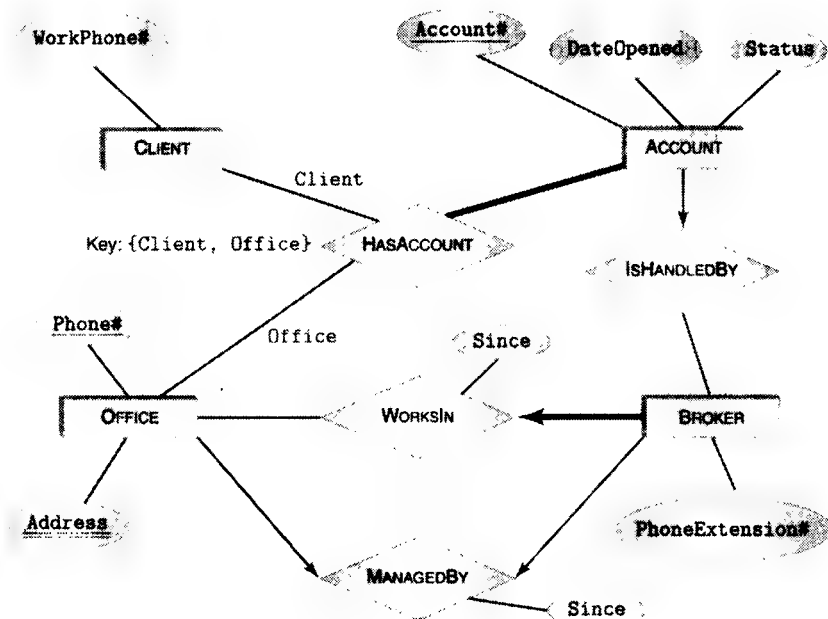 WorkPhone#
Account#
DateOpened
Status
CLIENT
ACCOUNT
Client
Key: {Client, Office}
HASACCOUNT
ISHANDLEDBY
Phone#
Office
Since
OFFICE
WORKSIN
BROKER
Address
PhoneExtension#
MANAGEDBY
Since